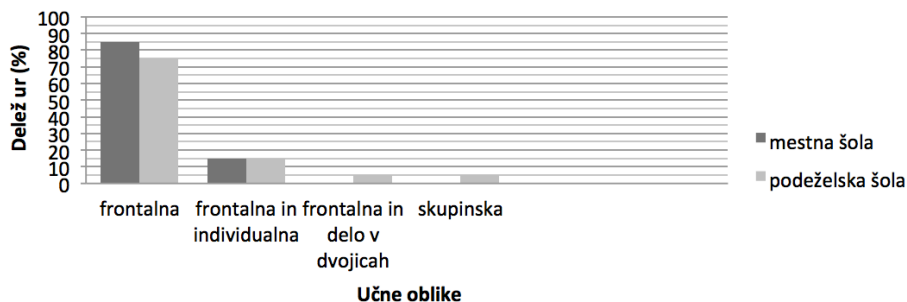 Delež ur (%)
100
90
80
70
60
50
40
30
20
10
0
frontalna
frontalna in
individualna
frontalna in
delo v
dvojicah
skupinska
Učne oblike
mestna šola
podeželska šola